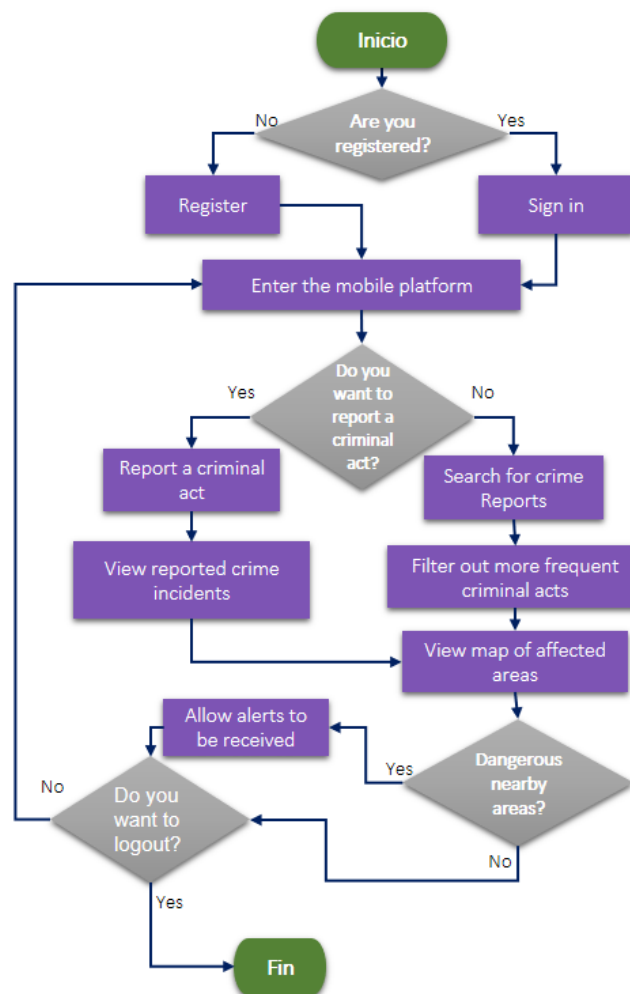 Inicio
No
Yes
Are you
registered?
Register
Sign in
Enter the mobile platform
Yes
Do you
want to
report a
criminal
act?
No
Report a criminal
act
Search for crime
Reports
View reported crime
incidents
Filter out more frequent
criminal acts
View map of affected
areas
Allow alerts to
be received
Yes
Dangerous
nearby
areas?
No
Do you
want to
logout?
No
Yes
Fin